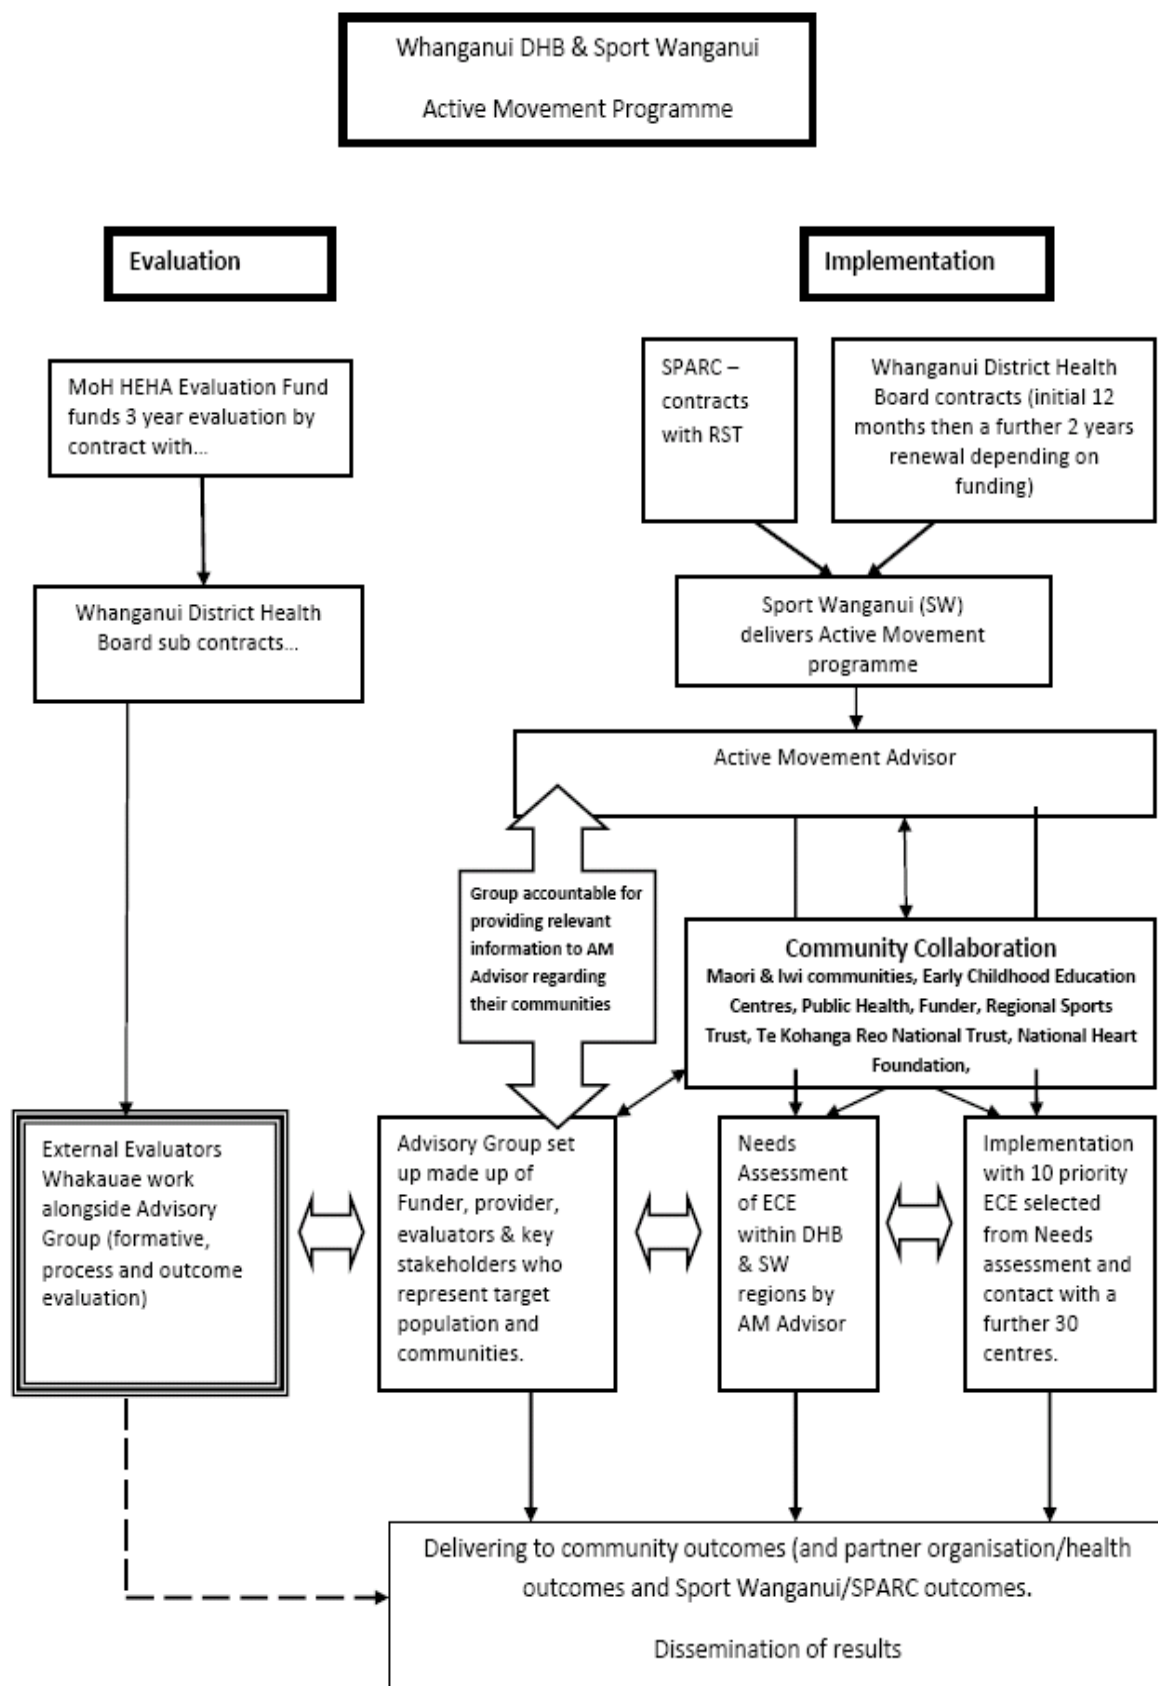 Whanganui DHB & Sport Wanganui
Active Movement Programme
Evaluation
Implementation
MoH HEHA Evaluation Fund
funds 3 year evaluation by
contract with...
SPARC –
contracts
with RST
Whanganui District Health
Board contracts (initial 12
months then a further 2 years
renewal depending on
funding)
Whanganui District Health
Board sub contracts...
Sport Wanganui (SW)
delivers Active Movement
programme
Active Movement Advisor
Group accountable for
providing relevant
information to AM
Advisor regarding
their communities
Community Collaboration
Maori & Iwi communities, Early Childhood Education
Centres, Public Health, Funder, Regional Sports
Trust, Te Kohanga Reo National Trust, National Heart
Foundation,
External Evaluators
Whakauae work
alongside Advisory
Group (formative,
process and outcome
evaluation)
Advisory Group set
up made up of
Funder, provider,
evaluators & key
stakeholders who
represent target
population and
communities.
Needs
Assessment
of ECE
within DHB
& SW
regions by
AM Advisor
Implementation
with 10 priority
ECE selected
from Needs
assessment and
contact with a
further 30
centres.
Delivering to community outcomes (and partner organisation/health
outcomes and Sport Wanganui/SPARC outcomes.
Dissemination of results